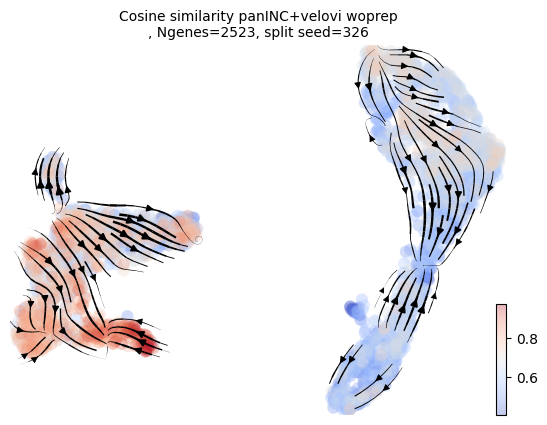 Cosine similarity panINC+velovi woprep
, Ngenes=2523, split seed=326
0.8
0.6